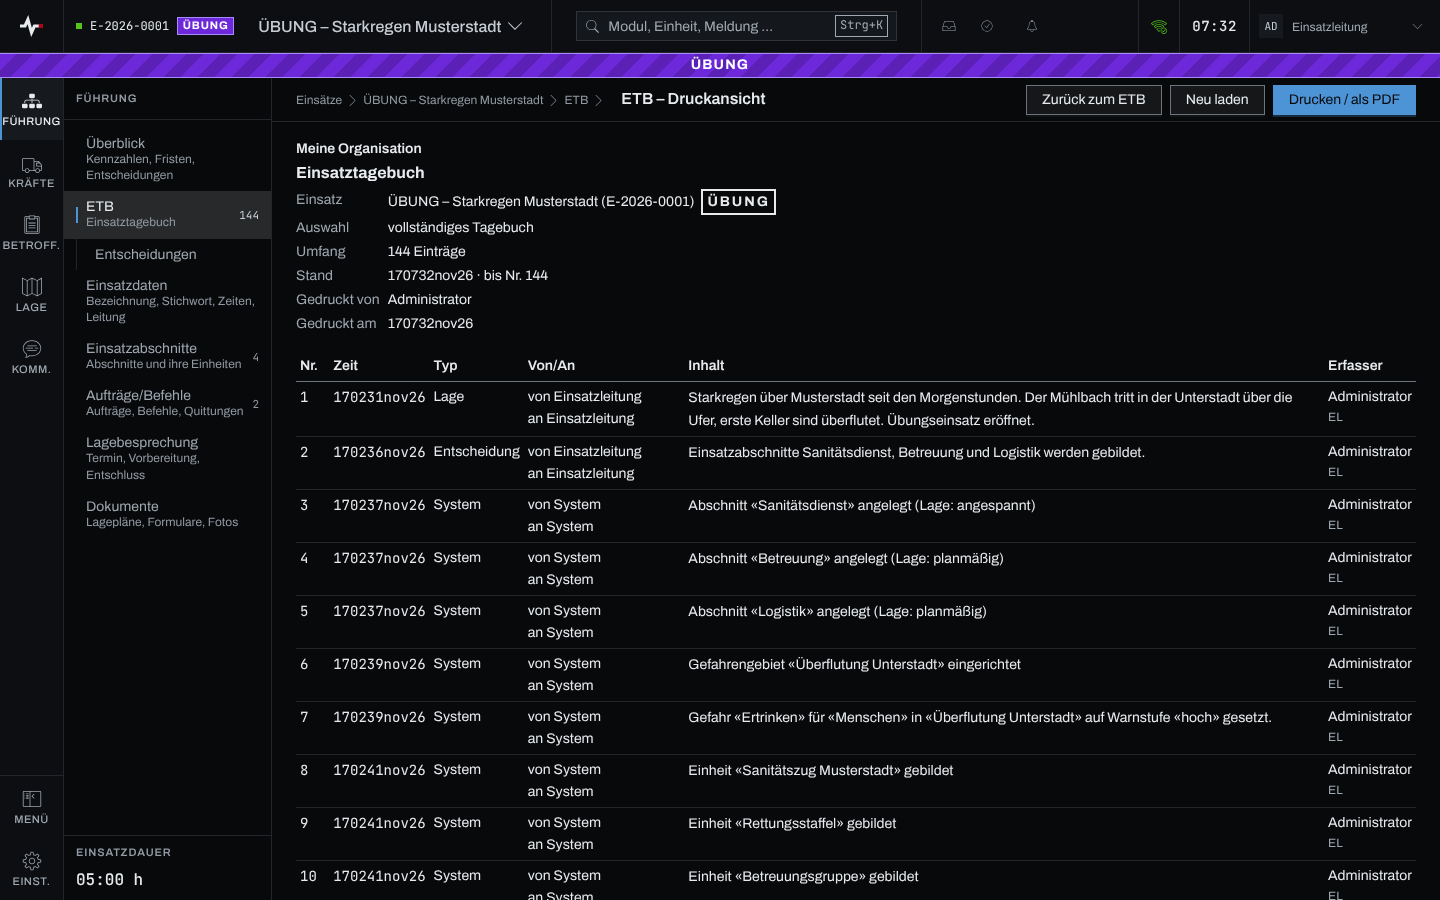 E-2026-0001 ÜBUNG ÜBUNG – Starkregen Musterstadt
Modul, Einheit, Meldung ... Strg+K
07:32 AD Einsatzleitung
ÜBUNG
FÜHRUNG
KRÄFTE
BETROFF.
LAGE
KOMM.
MENÜ
EINST.
FÜHRUNG
Überblick
Kennzahlen, Fristen,
Entscheidungen
ETB
Einsatztagebuch
144
Entscheidungen
Einsatzdaten
Bezeichnung, Stichwort, Zeiten,
Leitung
Einsatzabschnitte
Abschnitte und ihre Einheiten
4
Aufträge/Befehle
Aufträge, Befehle, Quittungen
2
Lagebesprechung
Termin, Vorbereitung,
Entschluss
Dokumente
Lagepläne, Formulare, Fotos
EINSATZDAUER
05:00 h
Einsätze ÜBUNG – Starkregen Musterstadt ETB ETB – Druckansicht
Zurück zum ETB Neu laden Drucken / als PDF
Meine Organisation
Einsatztagebuch
Einsatz ÜBUNG – Starkregen Musterstadt (E-2026-0001) ÜBUNG
Auswahl vollständiges Tagebuch
Umfang 144 Einträge
Stand 170732nov26 · bis Nr. 144
Gedruckt von Administrator
Gedruckt am 170732nov26
Nr. Zeit Typ Von/An Inhalt Erfasser
1 170231nov26 Lage von Einsatzleitung Starkregen über Musterstadt seit den Morgenstunden. Der Mühlbach tritt in der Unterstadt über die Administrator
an Einsatzleitung Ufer, erste Keller sind überflutet. Übungseinsatz eröffnet. EL
2 170236nov26 Entscheidung von Einsatzleitung Einsatzabschnitte Sanitätsdienst, Betreuung und Logistik werden gebildet. Administrator
an Einsatzleitung EL
3 170237nov26 System von System Abschnitt «Sanitätsdienst» angelegt (Lage: angespannt) Administrator
an System EL
4 170237nov26 System von System Abschnitt «Betreuung» angelegt (Lage: planmäßig) Administrator
an System EL
5 170237nov26 System von System Abschnitt «Logistik» angelegt (Lage: planmäßig) Administrator
an System EL
6 170239nov26 System von System Gefahrengebiet «Überflutung Unterstadt» eingerichtet Administrator
an System EL
7 170239nov26 System von System Gefahr «Ertrinken» für «Menschen» in «Überflutung Unterstadt» auf Warnstufe «hoch» gesetzt. Administrator
an System EL
8 170241nov26 System von System Einheit «Sanitätszug Musterstadt» gebildet Administrator
an System EL
9 170241nov26 System von System Einheit «Rettungsstaffel» gebildet Administrator
an System EL
10 170241nov26 System von System Einheit «Betreuungsgruppe» gebildet Administrator
an System EL